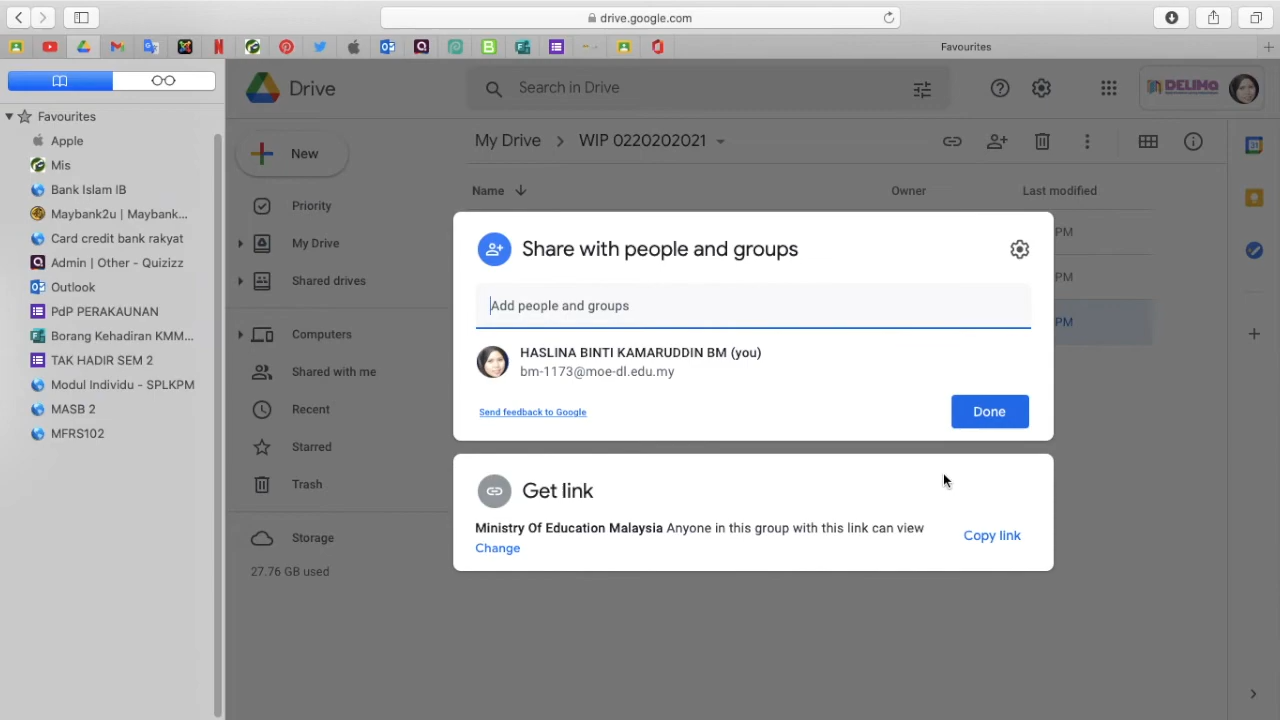 drive.google.com
Favourites
Favourites
Apple
Mis
Bank Islam IB
Maybank2u | Maybank...
Card credit bank rakyat
Admin | Other - Quizizz
Outlook
PdP PERAKAUNAN
Borang Kehadiran KMM...
TAK HADIR SEM 2
Modul Individu - SPLKPM
MASB 2
MFRS102
Drive
Search in Drive
DELIMa
New
Priority
My Drive
Shared drives
Computers
Shared with me
Recent
Starred
Trash
Storage
27.76 GB used
My Drive > WIP 0220202021
Name
Owner
Last modified
PM
PM
PM
Share with people and groups
Add people and groups
HASLINA BINTI KAMARUDDIN BM (you)
bm-1173@moe-dl.edu.my
Send feedback to Google
Done
Get link
Ministry Of Education Malaysia Anyone in this group with this link can view
Change
Copy link